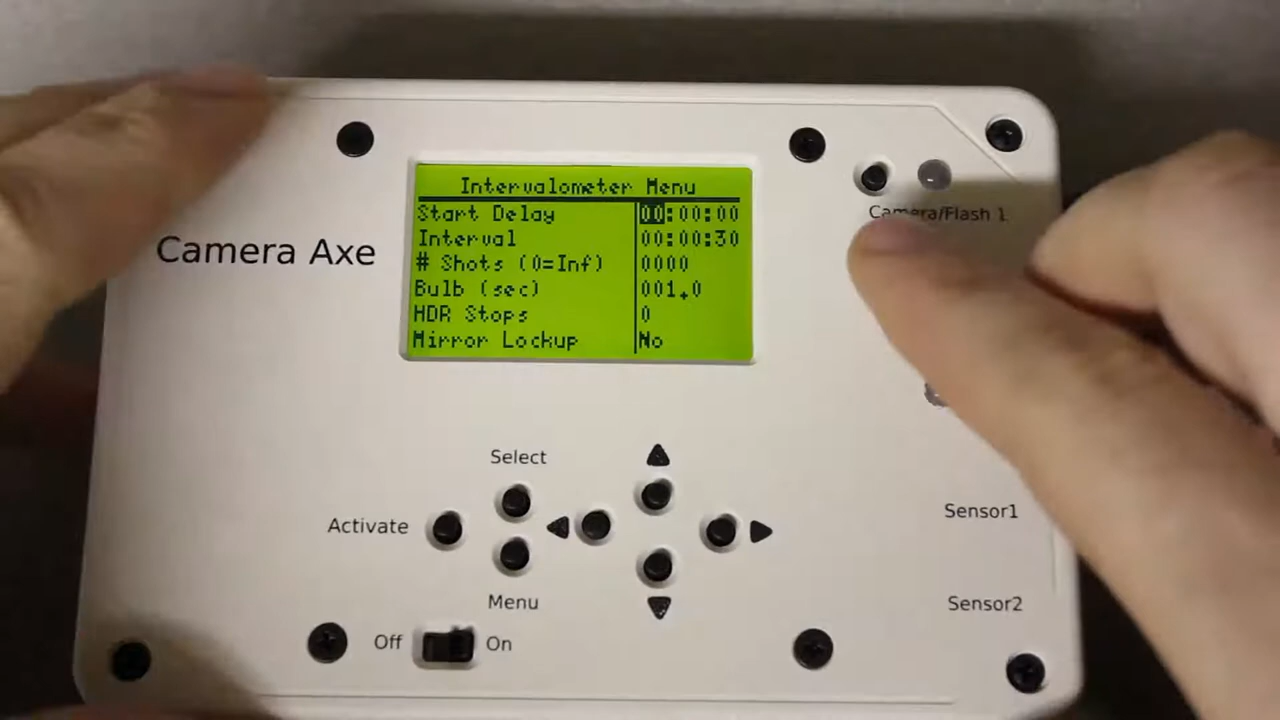 Intervalometer Menu
Start Delay 00:00:00
Interval 00:00:30
# Shots (0=Inf) 0000
Bulb (sec) 001.0
HDR Stops 0
Mirror Lockup No
Camera/Flash 1
Camera Axe
Select
Activate
Sensor1
Menu
Sensor2
Off On